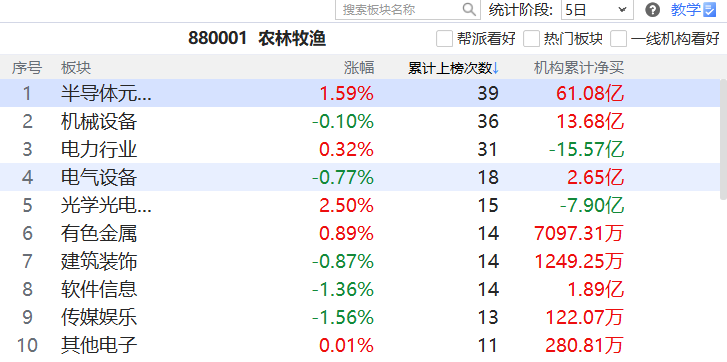 搜索板块名称 统计阶段: 5日 ? 教学
880001 农林牧渔 帮派看好 热门板块 一线机构看好
序号 板块 涨幅 累计上榜次数↓ 机构累计净买
1 半导体元... 1.59% 39 61.08亿
2 机械设备 -0.10% 36 13.68亿
3 电力行业 0.32% 31 -15.57亿
4 电气设备 -0.77% 18 2.65亿
5 光学光电... 2.50% 15 -7.90亿
6 有色金属 0.89% 14 7097.31万
7 建筑装饰 -0.87% 14 1249.25万
8 软件信息 -1.36% 14 1.89亿
9 传媒娱乐 -1.56% 13 122.07万
10 其他电子 0.01% 11 280.81万